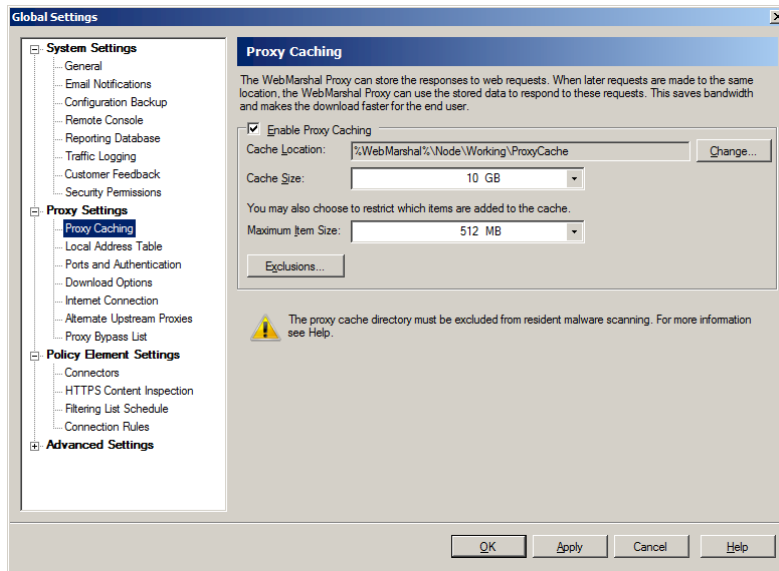 Global Settings
System Settings
General
Email Notifications
Configuration Backup
Remote Console
Reporting Database
Traffic Logging
Customer Feedback
Security Permissions
Proxy Settings
Proxy Caching
Local Address Table
Ports and Authentication
Download Options
Internet Connection
Alternate Upstream Proxies
Proxy Bypass List
Policy Element Settings
Connectors
HTTPS Content Inspection
Filtering List Schedule
Connection Rules
Advanced Settings
Proxy Caching
The WebMarshal Proxy can store the responses to web requests. When later requests are made to the same
location, the WebMarshal Proxy can use the stored data to respond to these requests. This saves bandwidth
and makes the download faster for the end user.
Enable Proxy Caching
Cache Location: %WebMarshal%\Node\Working\ProxyCache Change...
Cache Size: 10 GB
You may also choose to restrict which items are added to the cache.
Maximum Item Size: 512 MB
Exclusions...
The proxy cache directory must be excluded from resident malware scanning. For more information
see Help.
OK Apply Cancel Help